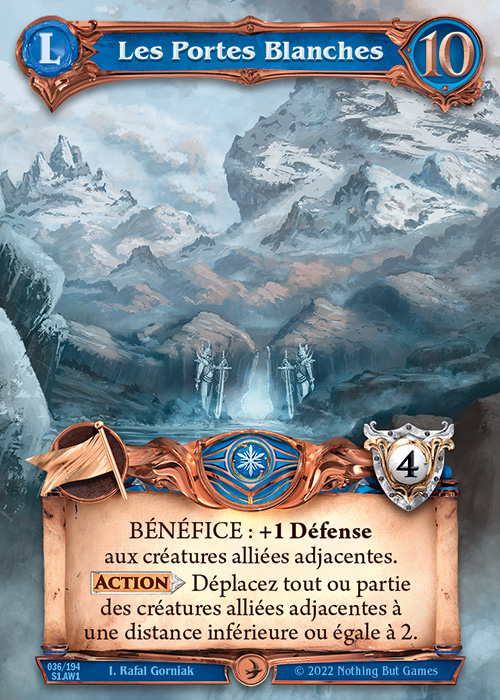 L Les Portes Blanches 10
4
BÉNÉFICE : +1 Défense
aux créatures alliées adjacentes.
ACTION Déplacez tout ou partie
des créatures alliées adjacentes à
une distance inférieure ou égale à 2.
036/194
S1.AW1
I. Rafal Gorniak
© 2022 Nothing But Games